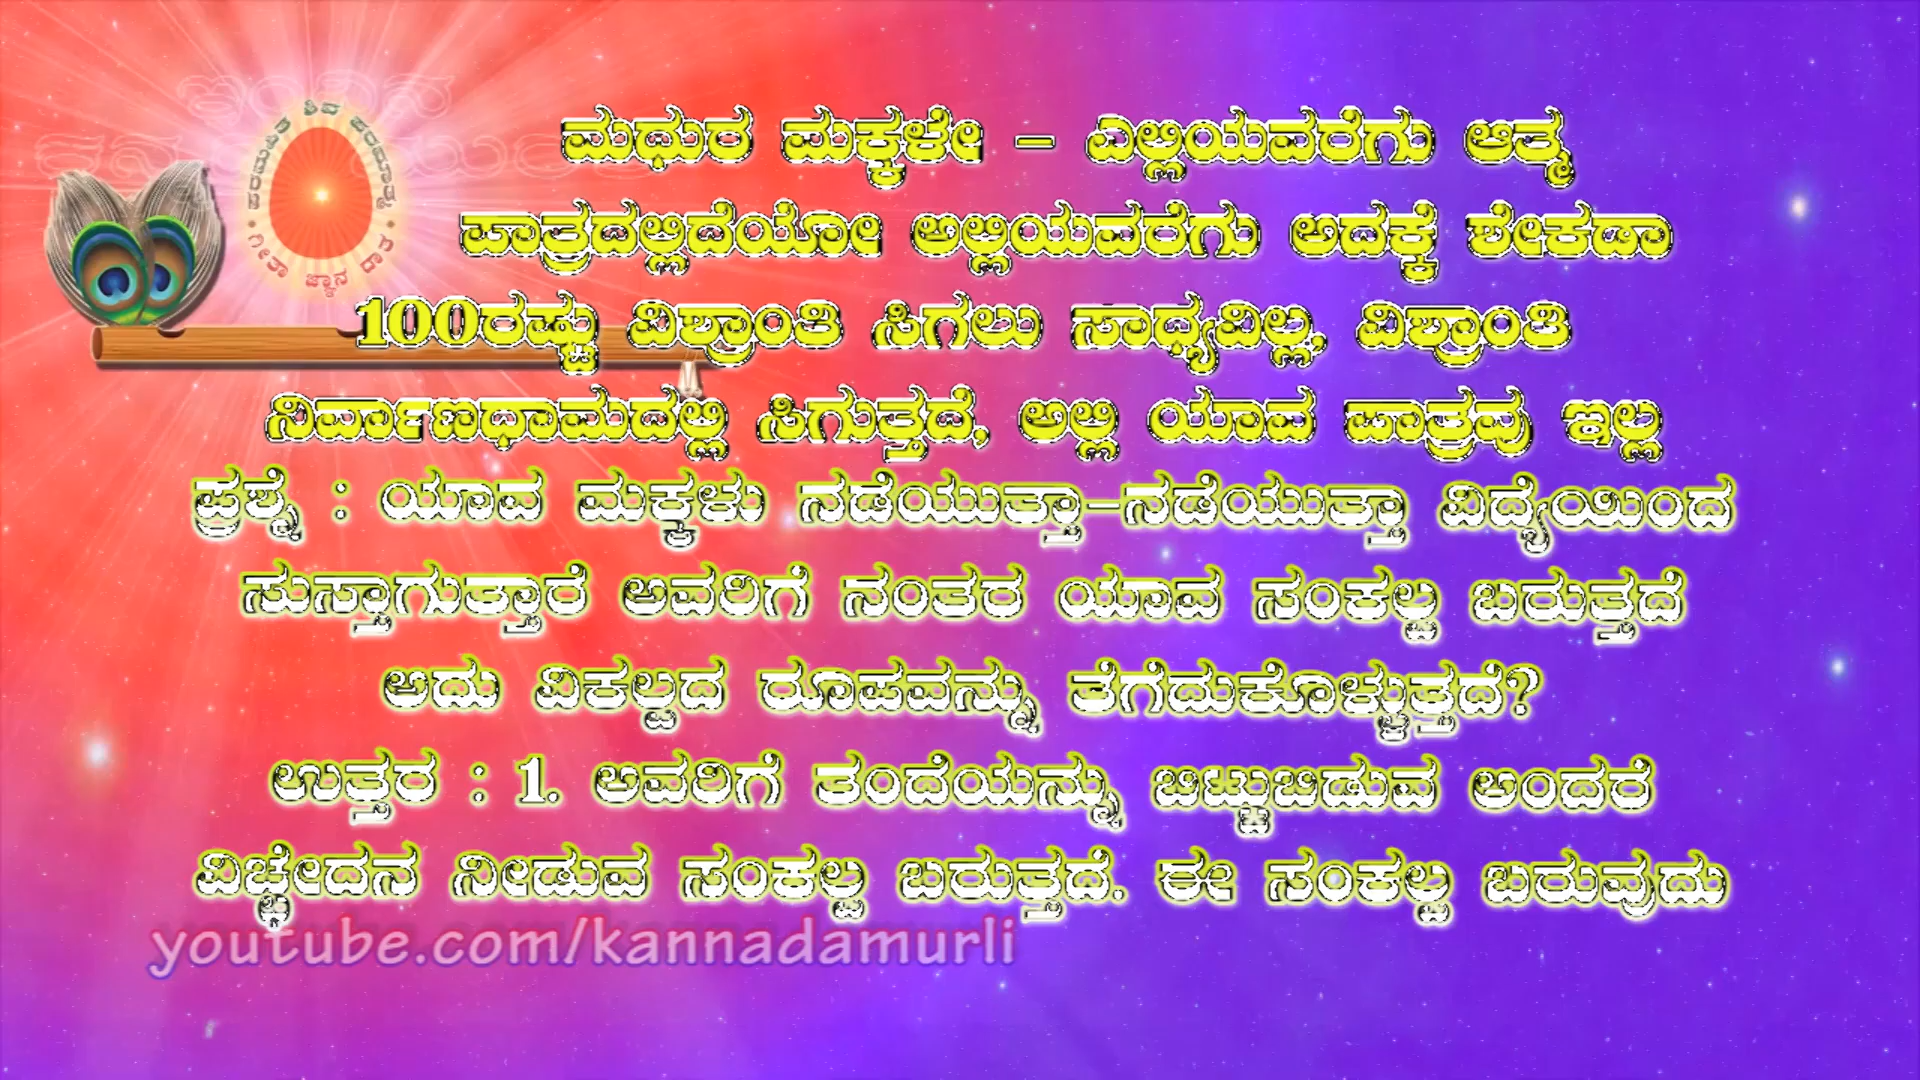 ಶಿವ ಪರಮಾತ್ಮ
ಗೀತಾ ಜ್ಞಾನ ದಾತ
ಮಧುರ ಮಕ್ಕಳೇ – ಎಲ್ಲಿಯವರೆಗು ಆತ್ಮ
ಪಾತ್ರದಲ್ಲಿದೆಯೋ ಅಲ್ಲಿಯವರೆಗು ಅದಕ್ಕೆ ಶೇಕಡಾ
100ರಷ್ಟು ವಿಶ್ರಾಂತಿ ಸಿಗಲು ಸಾಧ್ಯವಿಲ್ಲ, ವಿಶ್ರಾಂತಿ
ನಿರ್ವಾಣಧಾಮದಲ್ಲಿ ಸಿಗುತ್ತದೆ, ಅಲ್ಲಿ ಯಾವ ಪಾತ್ರವು ಇಲ್ಲ
ಪ್ರಶ್ನೆ : ಯಾವ ಮಕ್ಕಳು ನಡೆಯುತ್ತಾ-ನಡೆಯುತ್ತಾ ವಿದ್ಯೆಯಿಂದ
ಸುಸ್ತಾಗುತ್ತಾರೆ ಅವರಿಗೆ ನಂತರ ಯಾವ ಸಂಕಲ್ಪ ಬರುತ್ತದೆ
ಅದು ವಿಕಲ್ಪದ ರೂಪವನ್ನು ತೆಗೆದುಕೊಳ್ಳುತ್ತದೆ?
ಉತ್ತರ : 1. ಅವರಿಗೆ ತಂದೆಯನ್ನು ಬಿಟ್ಟುಬಿಡುವ ಅಂದರೆ
ವಿಚ್ಛೇದನ ನೀಡುವ ಸಂಕಲ್ಪ ಬರುತ್ತದೆ. ಈ ಸಂಕಲ್ಪ ಬರುವುದು
youtube.com/kannadamurli